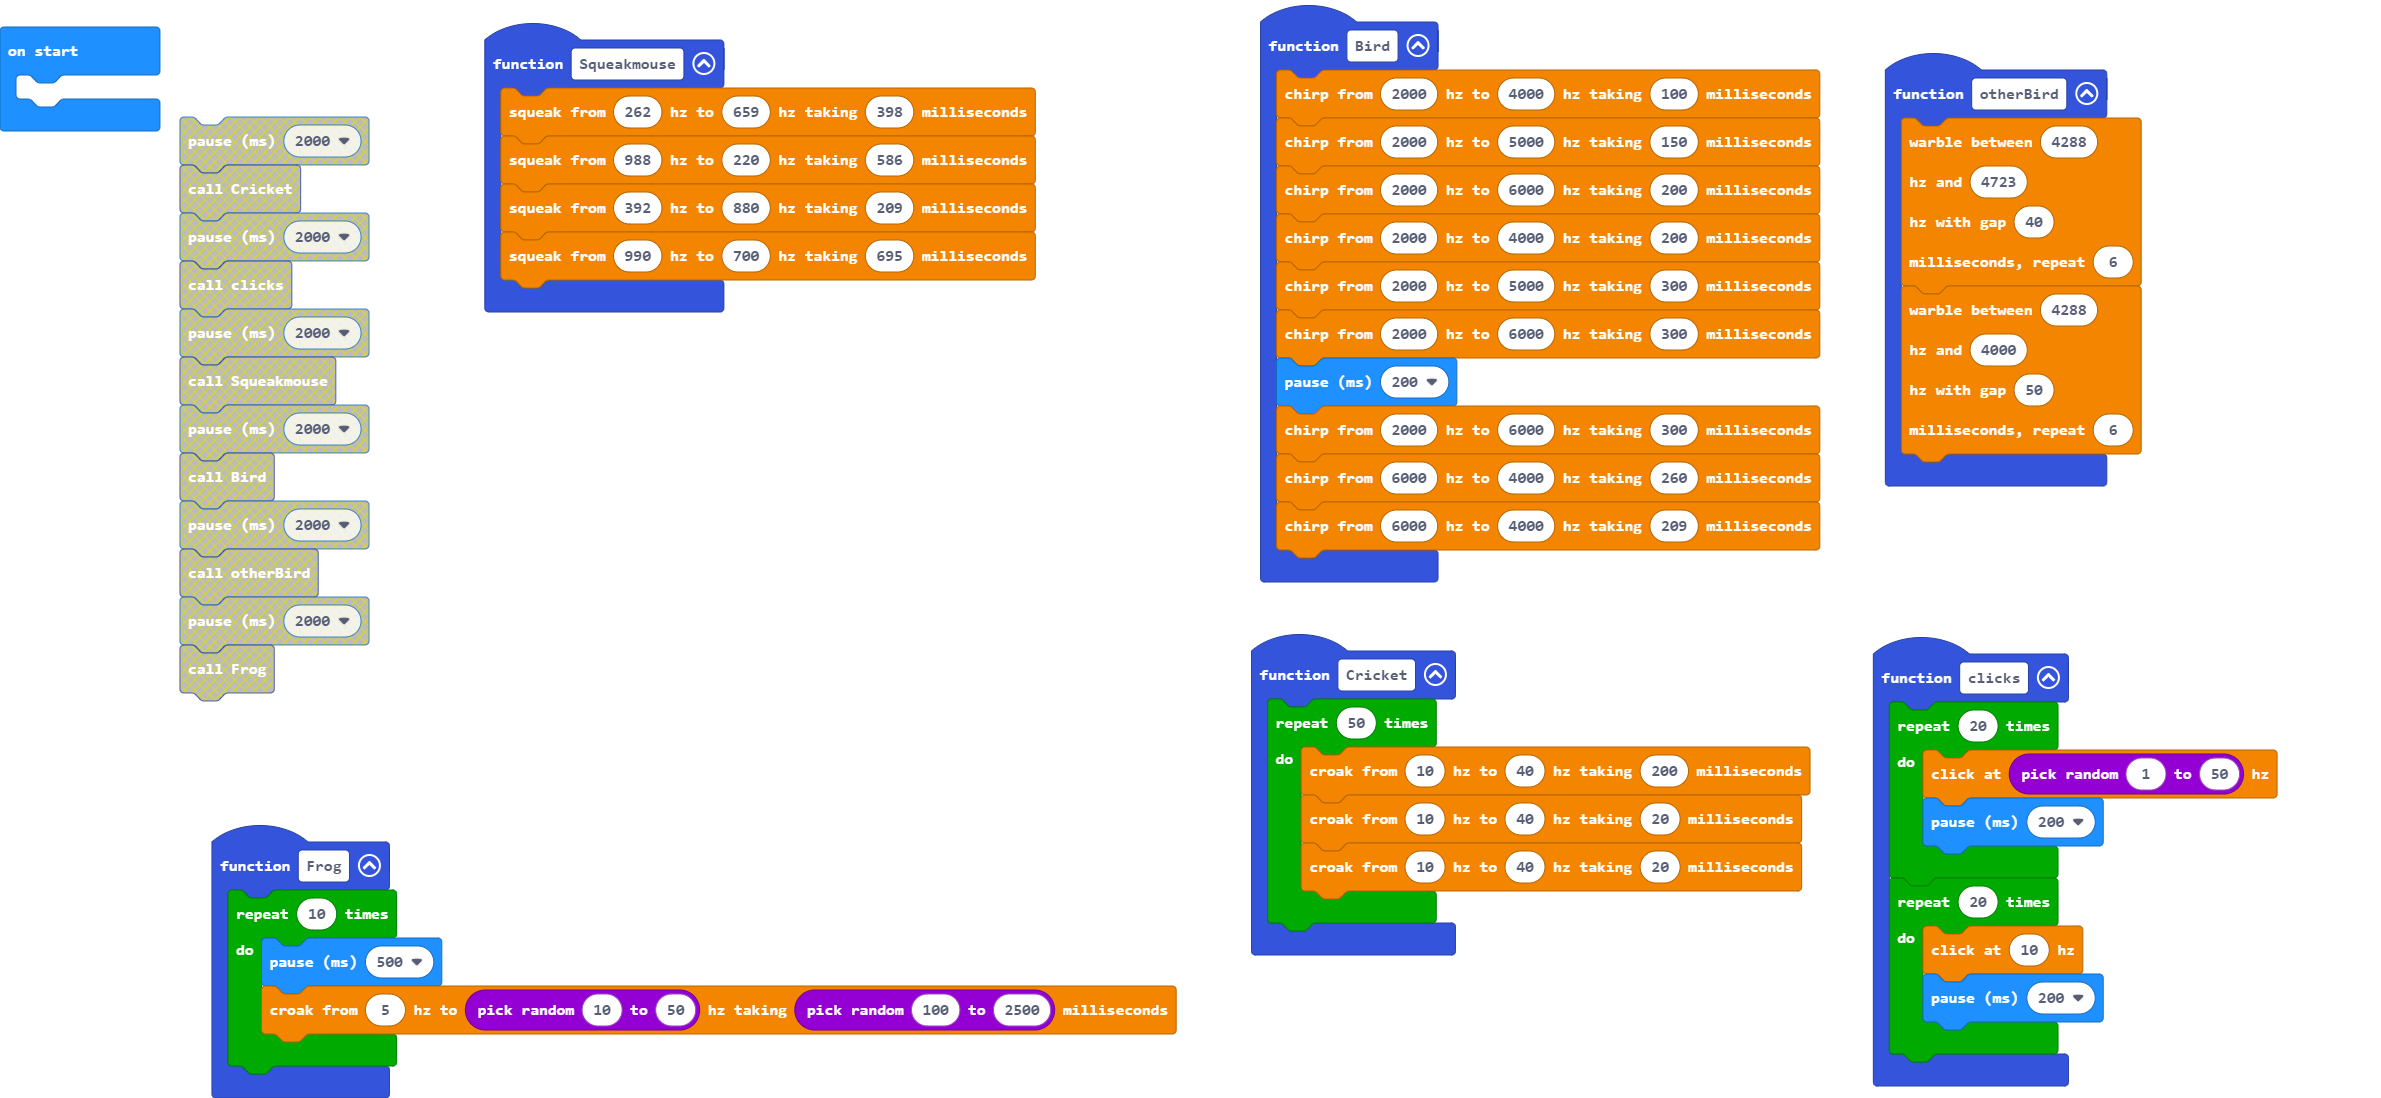 on start
pause (ms) 2000
call Cricket
pause (ms) 2000
call clicks
pause (ms) 2000
call Squeakmouse
pause (ms) 2000
call Bird
pause (ms) 2000
call otherBird
pause (ms) 2000
call Frog
function Squeakmouse
squeak from 262 hz to 659 hz taking 398 milliseconds
squeak from 988 hz to 220 hz taking 586 milliseconds
squeak from 392 hz to 880 hz taking 209 milliseconds
squeak from 990 hz to 700 hz taking 695 milliseconds
function Bird
chirp from 2000 hz to 4000 hz taking 100 milliseconds
chirp from 2000 hz to 5000 hz taking 150 milliseconds
chirp from 2000 hz to 6000 hz taking 200 milliseconds
chirp from 2000 hz to 4000 hz taking 200 milliseconds
chirp from 2000 hz to 5000 hz taking 300 milliseconds
chirp from 2000 hz to 6000 hz taking 300 milliseconds
pause (ms) 200
chirp from 2000 hz to 6000 hz taking 300 milliseconds
chirp from 6000 hz to 4000 hz taking 260 milliseconds
chirp from 6000 hz to 4000 hz taking 209 milliseconds
function otherBird
warble between 4288
hz and 4723
hz with gap 40
milliseconds, repeat 6
warble between 4288
hz and 4000
hz with gap 50
milliseconds, repeat 6
function Frog
repeat 10 times
do
pause (ms) 500
croak from 5 hz to pick random 10 to 50 hz taking pick random 100 to 2500 milliseconds
function Cricket
repeat 50 times
do
croak from 10 hz to 40 hz taking 200 milliseconds
croak from 10 hz to 40 hz taking 20 milliseconds
croak from 10 hz to 40 hz taking 20 milliseconds
function clicks
repeat 20 times
do
click at pick random 1 to 50 hz
pause (ms) 200
repeat 20 times
do
click at 10 hz
pause (ms) 200